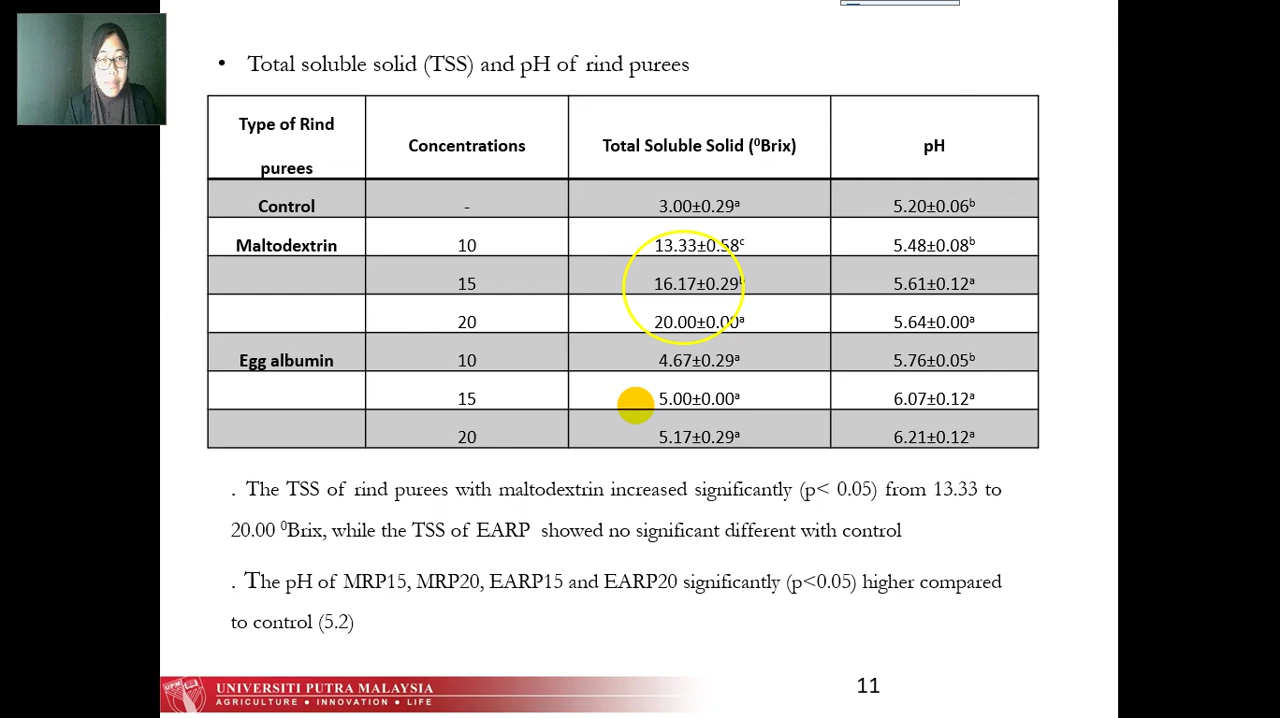 • Total soluble solid (TSS) and pH of rind purees
Type of Rind purees Concentrations Total Soluble Solid (⁰Brix) pH
Control - 3.00±0.29ᵃ 5.20±0.06ᵇ
Maltodextrin 10 13.33±0.58ᶜ 5.48±0.08ᵇ
15 16.17±0.29ᵇ 5.61±0.12ᵃ
20 20.00±0.00ᵃ 5.64±0.00ᵃ
Egg albumin 10 4.67±0.29ᵃ 5.76±0.05ᵇ
15 5.00±0.00ᵃ 6.07±0.12ᵃ
20 5.17±0.29ᵃ 6.21±0.12ᵃ
. The TSS of rind purees with maltodextrin increased significantly (p< 0.05) from 13.33 to
20.00 ⁰Brix, while the TSS of EARP showed no significant different with control
. The pH of MRP15, MRP20, EARP15 and EARP20 significantly (p<0.05) higher compared
to control (5.2)
UPM
UNIVERSITI PUTRA MALAYSIA
AGRICULTURE • INNOVATION • LIFE
11